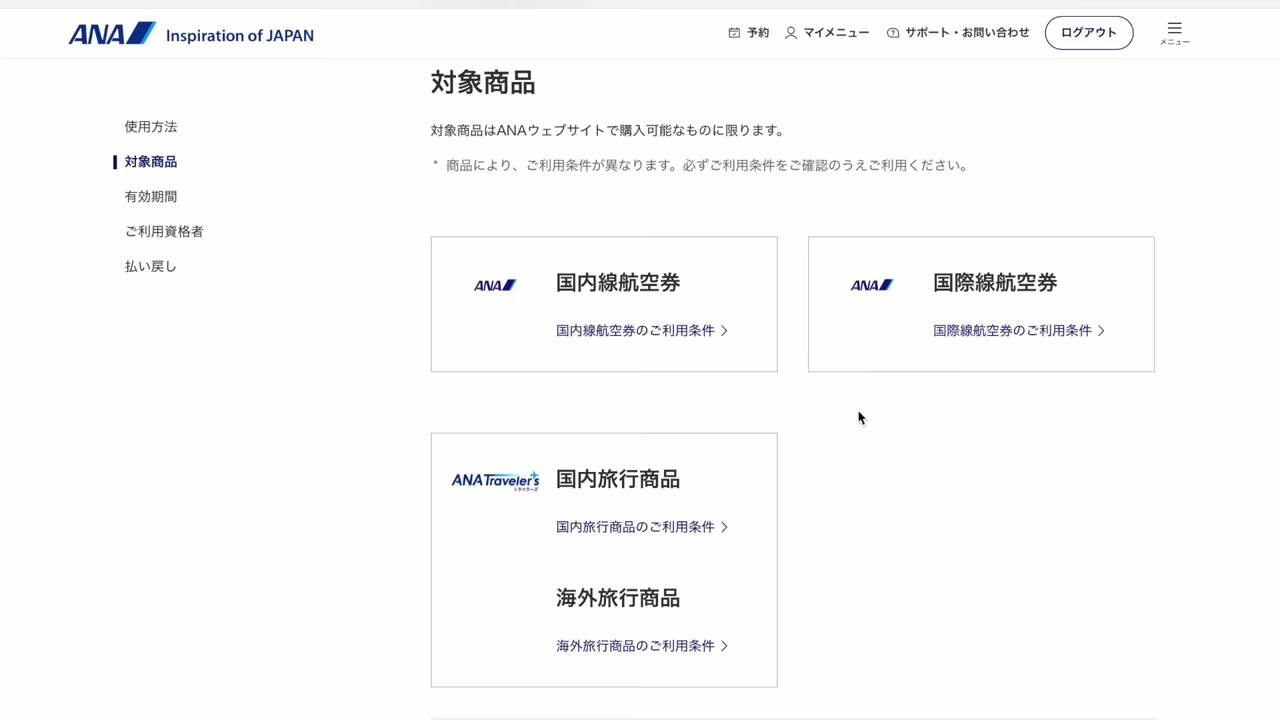 ANA Inspiration of JAPAN
予約
マイメニュー
サポート・お問い合わせ
ログアウト
メニュー
使用方法
対象商品
有効期間
ご利用資格者
払い戻し
対象商品
対象商品はANAウェブサイトで購入可能なものに限ります。
* 商品により、ご利用条件が異なります。必ずご利用条件をご確認のうえご利用ください。
ANA
国内線航空券
国内線航空券のご利用条件
ANA
国際線航空券
国際線航空券のご利用条件
ANA Traveler's
トラベラーズ
国内旅行商品
国内旅行商品のご利用条件
海外旅行商品
海外旅行商品のご利用条件